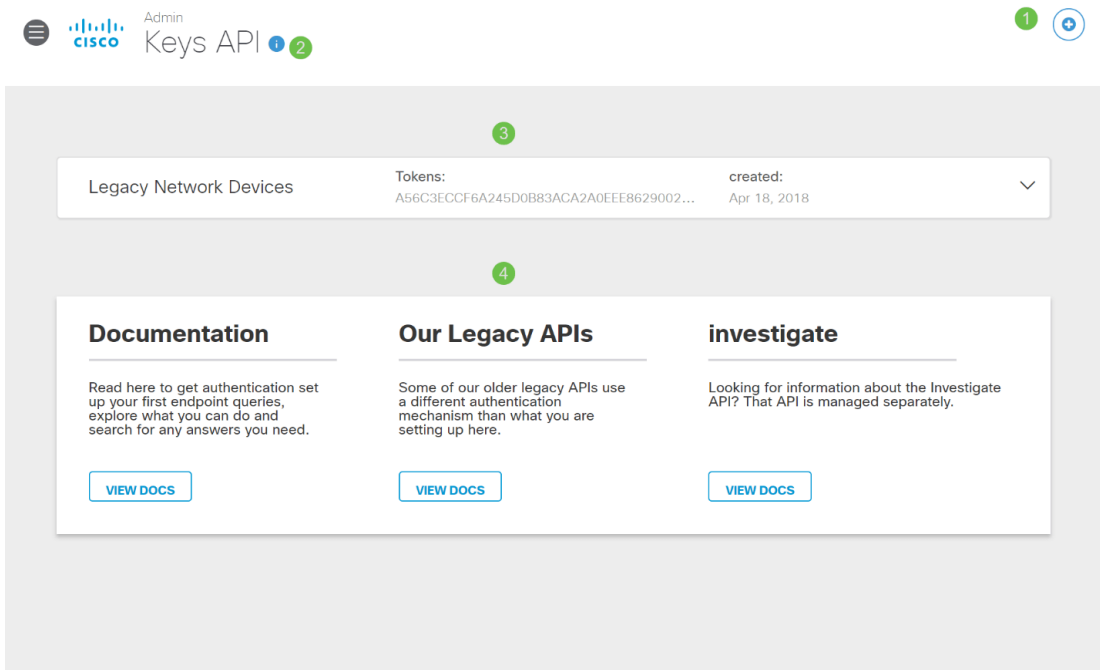 Admin
cisco
Keys API i 2
1
3
Legacy Network Devices
Tokens:
A56C3ECCF6A245D0B83ACA2A0EEE8629002...
created:
Apr 18, 2018
4
Documentation
Read here to get authentication set
up your first endpoint queries,
explore what you can do and
search for any answers you need.
VIEW DOCS
Our Legacy APIs
Some of our older legacy APIs use
a different authentication
mechanism than what you are
setting up here.
VIEW DOCS
investigate
Looking for information about the Investigate
API? That API is managed separately.
VIEW DOCS